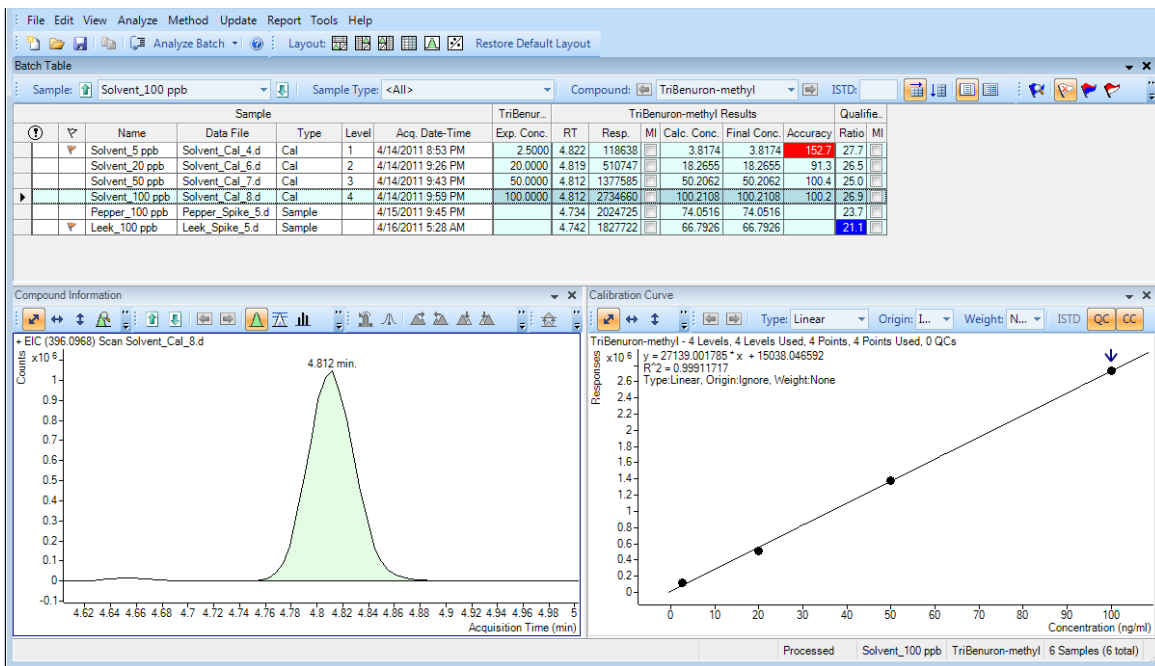 File Edit View Analyze Method Update Report Tools Help
Analyze Batch Layout: Restore Default Layout
Batch Table
Sample: Solvent_100 ppb Sample Type: <All> Compound: TriBenuron-methyl ISTD:
Sample TriBenur... TriBenuron-methyl Results Qualifie...
Name Data File Type Level Acq. Date-Time Exp. Conc. RT Resp. MI Calc. Conc. Final Conc. Accuracy Ratio MI
Solvent_5 ppb Solvent_Cal_4.d Cal 1 4/14/2011 8:53 PM 2.5000 4.822 118638 3.8174 3.8174 152.7 27.7
Solvent_20 ppb Solvent_Cal_6.d Cal 2 4/14/2011 9:26 PM 20.0000 4.819 510747 18.2655 18.2655 91.3 26.5
Solvent_50 ppb Solvent_Cal_7.d Cal 3 4/14/2011 9:43 PM 50.0000 4.812 1377585 50.2062 50.2062 100.4 25.0
Solvent_100 ppb Solvent_Cal_8.d Cal 4 4/14/2011 9:59 PM 100.0000 4.812 2734660 100.2108 100.2108 100.2 26.9
Pepper_100 ppb Pepper_Spike_5.d Sample 4/15/2011 9:45 PM 4.734 2024725 74.0516 74.0516 23.7
Leek_100 ppb Leek_Spike_5.d Sample 4/16/2011 5:28 AM 4.742 1827722 66.7926 66.7926 21.1
Compound Information
+ EIC (396.0968) Scan Solvent_Cal_8.d
Counts
x10 6
4.812 min.
1
0.9
0.8
0.7
0.6
0.5
0.4
0.3
0.2
0.1
0
-0.1
4.62 4.64 4.66 4.68 4.7 4.72 4.74 4.76 4.78 4.8 4.82 4.84 4.86 4.88 4.9 4.92 4.94 4.96 4.98 5
Acquisition Time (min)
Calibration Curve
Type: Linear Origin: I... Weight: N... ISTD QC CC
TriBenuron-methyl - 4 Levels, 4 Levels Used, 4 Points, 4 Points Used, 0 QCs
Responses
x10 6
y = 27139.001785 * x + 15038.046592
R^2 = 0.99911717
Type:Linear, Origin:Ignore, Weight:None
2.6
2.4
2.2
2
1.8
1.6
1.4
1.2
1
0.8
0.6
0.4
0.2
0
0 10 20 30 40 50 60 70 80 90 100
Concentration (ng/ml)
Processed Solvent_100 ppb TriBenuron-methyl 6 Samples (6 total)